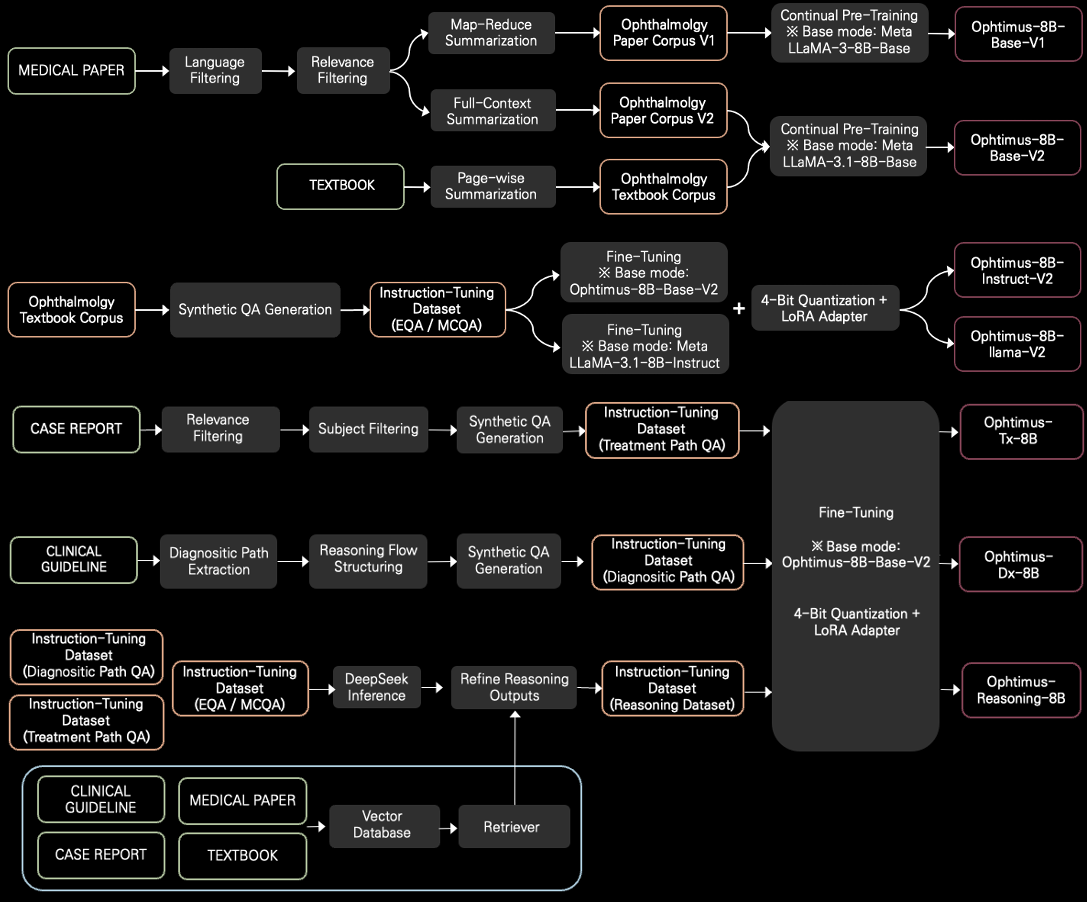 MEDICAL PAPER
Language
Filtering
Relevance
Filtering
Map-Reduce
Summarization
Ophthalmolgy
Paper Corpus V1
Continual Pre-Training
※ Base mode: Meta
LLaMA-3-8B-Base
Ophtimus-8B-
Base-V1
Full-Context
Summarization
Ophthalmolgy
Paper Corpus V2
Continual Pre-Training
※ Base mode: Meta
LLaMA-3.1-8B-Base
Ophtimus-8B-
Base-V2
TEXTBOOK
Page-wise
Summarization
Ophthalmolgy
Textbook Corpus
Ophthalmolgy
Textbook Corpus
Synthetic QA Generation
Instruction-Tuning
Dataset
(EQA / MCQA)
Fine-Tuning
※ Base mode:
Ophtimus-8B-Base-V2
Fine-Tuning
※ Base mode: Meta
LLaMA-3.1-8B-Instruct
+
4-Bit Quantization +
LoRA Adapter
Ophtimus-8B-
Instruct-V2
Ophtimus-8B-
llama-V2
CASE REPORT
Relevance
Filtering
Subject Filtering
Synthetic QA
Generation
Instruction-Tuning
Dataset
(Treatment Path QA)
Ophtimus-
Tx-8B
CLINICAL
GUIDELINE
Diagnositic Path
Extraction
Reasoning Flow
Structuring
Synthetic QA
Generation
Instruction-Tuning
Dataset
(Diagnositic Path QA)
Fine-Tuning
※ Base mode:
Ophtimus-8B-Base-V2
4-Bit Quantization +
LoRA Adapter
Ophtimus-
Dx-8B
Instruction-Tuning
Dataset
(Diagnositic Path QA)
Instruction-Tuning
Dataset
(Treatment Path QA)
Instruction-Tuning
Dataset
(EQA / MCQA)
DeepSeek
Inference
Refine Reasoning
Outputs
Instruction-Tuning
Dataset
(Reasoning Dataset)
Ophtimus-
Reasoning-8B
CLINICAL
GUIDELINE
MEDICAL PAPER
CASE REPORT
TEXTBOOK
Vector
Database
Retriever